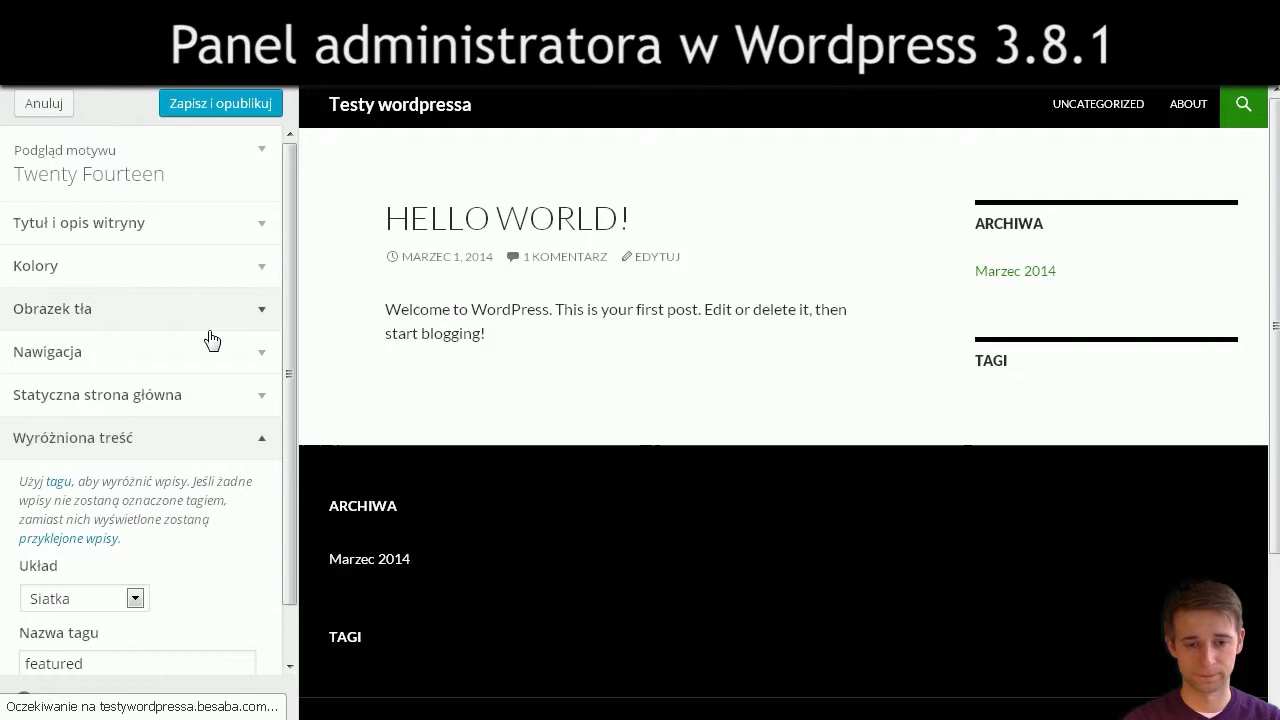 Panel administratora w Wordpress 3.8.1
Anuluj
Zapisz i opublikuj
Podgląd motywu
Twenty Fourteen
Tytuł i opis witryny
Kolory
Obrazek tła
Nawigacja
Statyczna strona główna
Wyróżniona treść
Użyj tagu, aby wyróżnić wpisy. Jeśli żadne
wpisy nie zostaną oznaczone tagiem,
zamiast nich wyświetlone zostaną
przyklejone wpisy.
Układ
Siatka
Nazwa tagu
featured
Oczekiwanie na testywordpressa.besaba.com...
Testy wordpressa
UNCATEGORIZED
ABOUT
HELLO WORLD!
MARZEC 1, 2014
1 KOMENTARZ
EDYTUJ
Welcome to WordPress. This is your first post. Edit or delete it, then
start blogging!
ARCHIWA
Marzec 2014
TAGI
ARCHIWA
Marzec 2014
TAGI